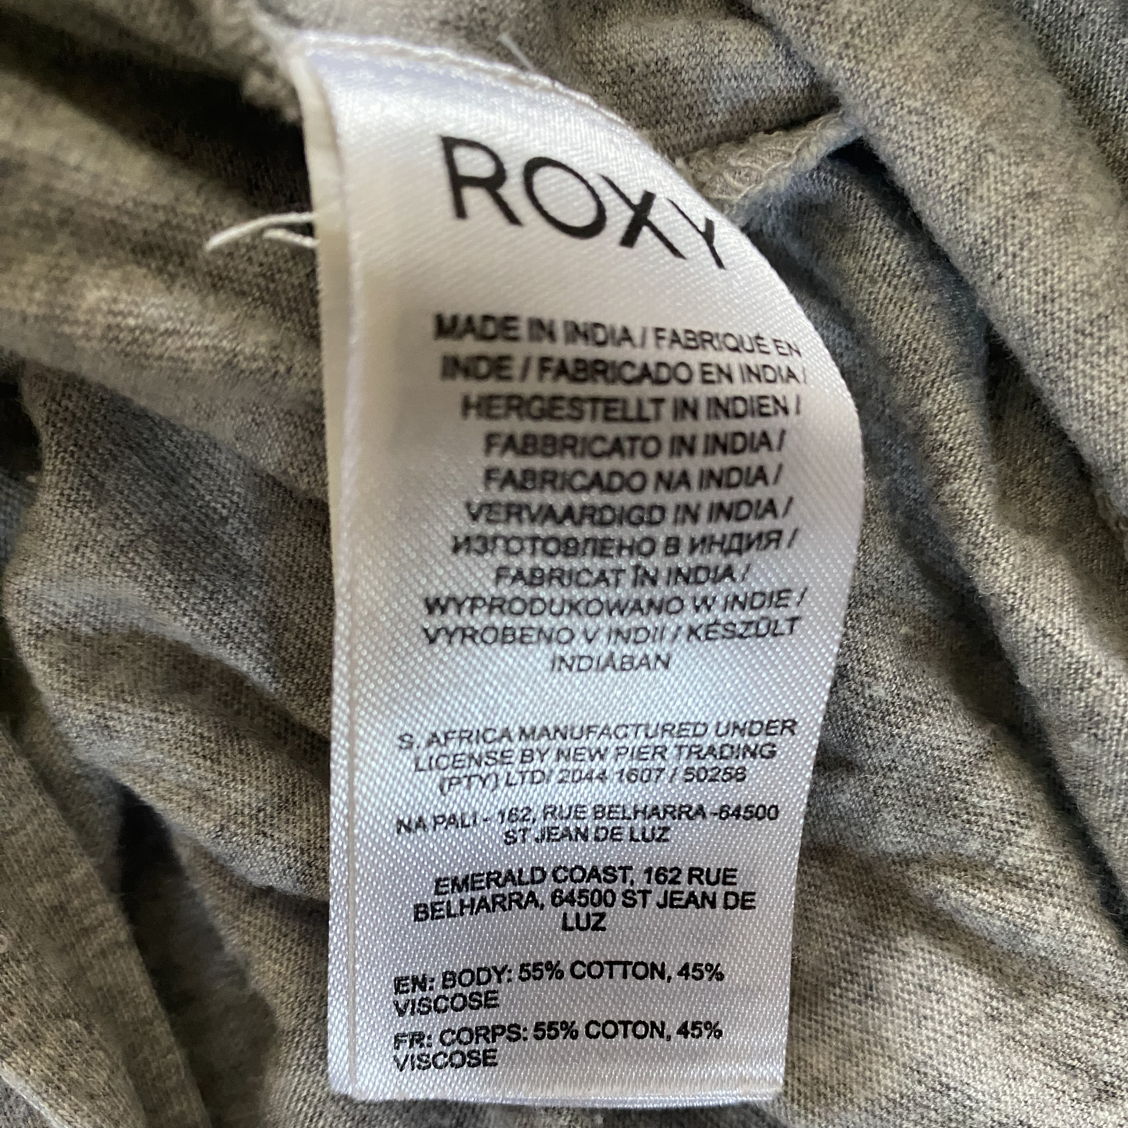 ROXY
MADE IN INDIA / FABRIQUÉ EN
INDE / FABRICADO EN INDIA /
HERGESTELLT IN INDIEN /
FABBRICATO IN INDIA /
FABRICADO NA INDIA /
VERVAARDIGD IN INDIA /
ИЗГОТОВЛЕНО В ИНДИЯ /
FABRICAT ÎN INDIA /
WYPRODUKOWANO W INDIE /
VYROBENO V INDII / KÉSZÜLT
INDIÁBAN
S. AFRICA MANUFACTURED UNDER
LICENSE BY NEW PIER TRADING
(PTY) LTD/ 2044 1607 / 50258
NA PALI - 162, RUE BELHARRA -64500
ST JEAN DE LUZ
EMERALD COAST, 162 RUE
BELHARRA, 64500 ST JEAN DE
LUZ
EN: BODY: 55% COTTON, 45%
VISCOSE
FR: CORPS: 55% COTON, 45%
VISCOSE